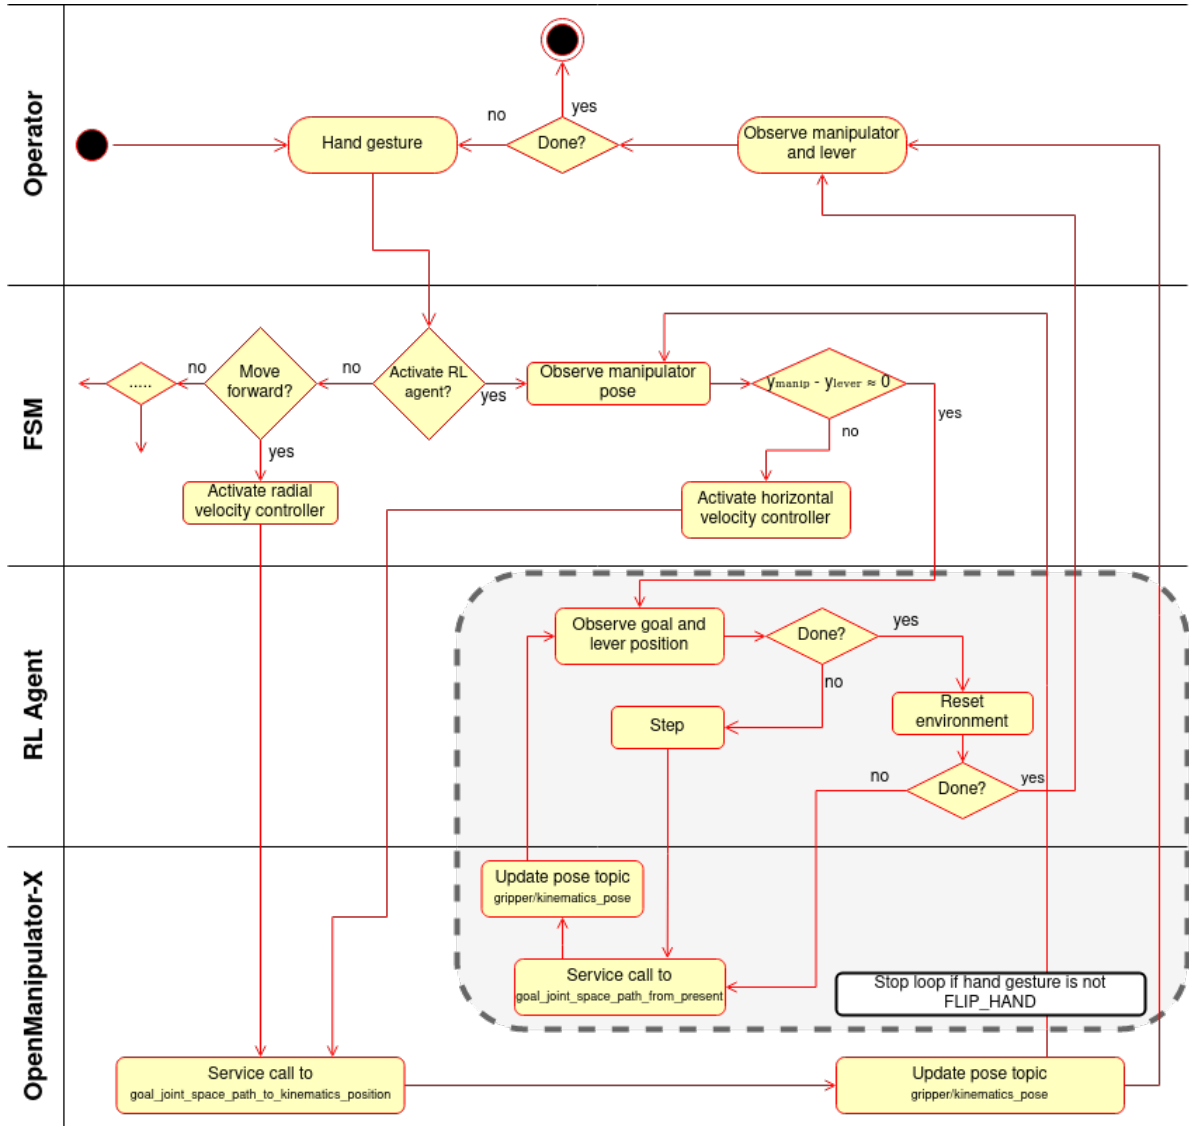 Operator
Hand gesture
no
yes
Done?
Observe manipulator
and lever
FSM
.....
no
Move
forward?
no
Activate RL
agent?
yes
Observe manipulator
pose
ymanip - ylever ≈ 0
yes
no
yes
Activate radial
velocity controller
Activate horizontal
velocity controller
RL Agent
Observe goal and
lever position
Done?
yes
no
Step
Reset
environment
no
Done?
yes
OpenManipulator-X
Update pose topic
gripper/kinematics_pose
Service call to
goal_joint_space_path_from_present
Stop loop if hand gesture is not
FLIP_HAND
Service call to
goal_joint_space_path_to_kinematics_position
Update pose topic
gripper/kinematics_pose